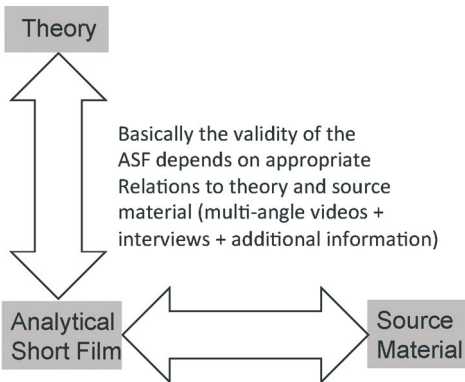 Theory
Basically the validity of the
ASF depends on appropriate
Relations to theory and source
material (multi-angle videos +
interviews + additional information)
Analytical
Short Film
Source
Material